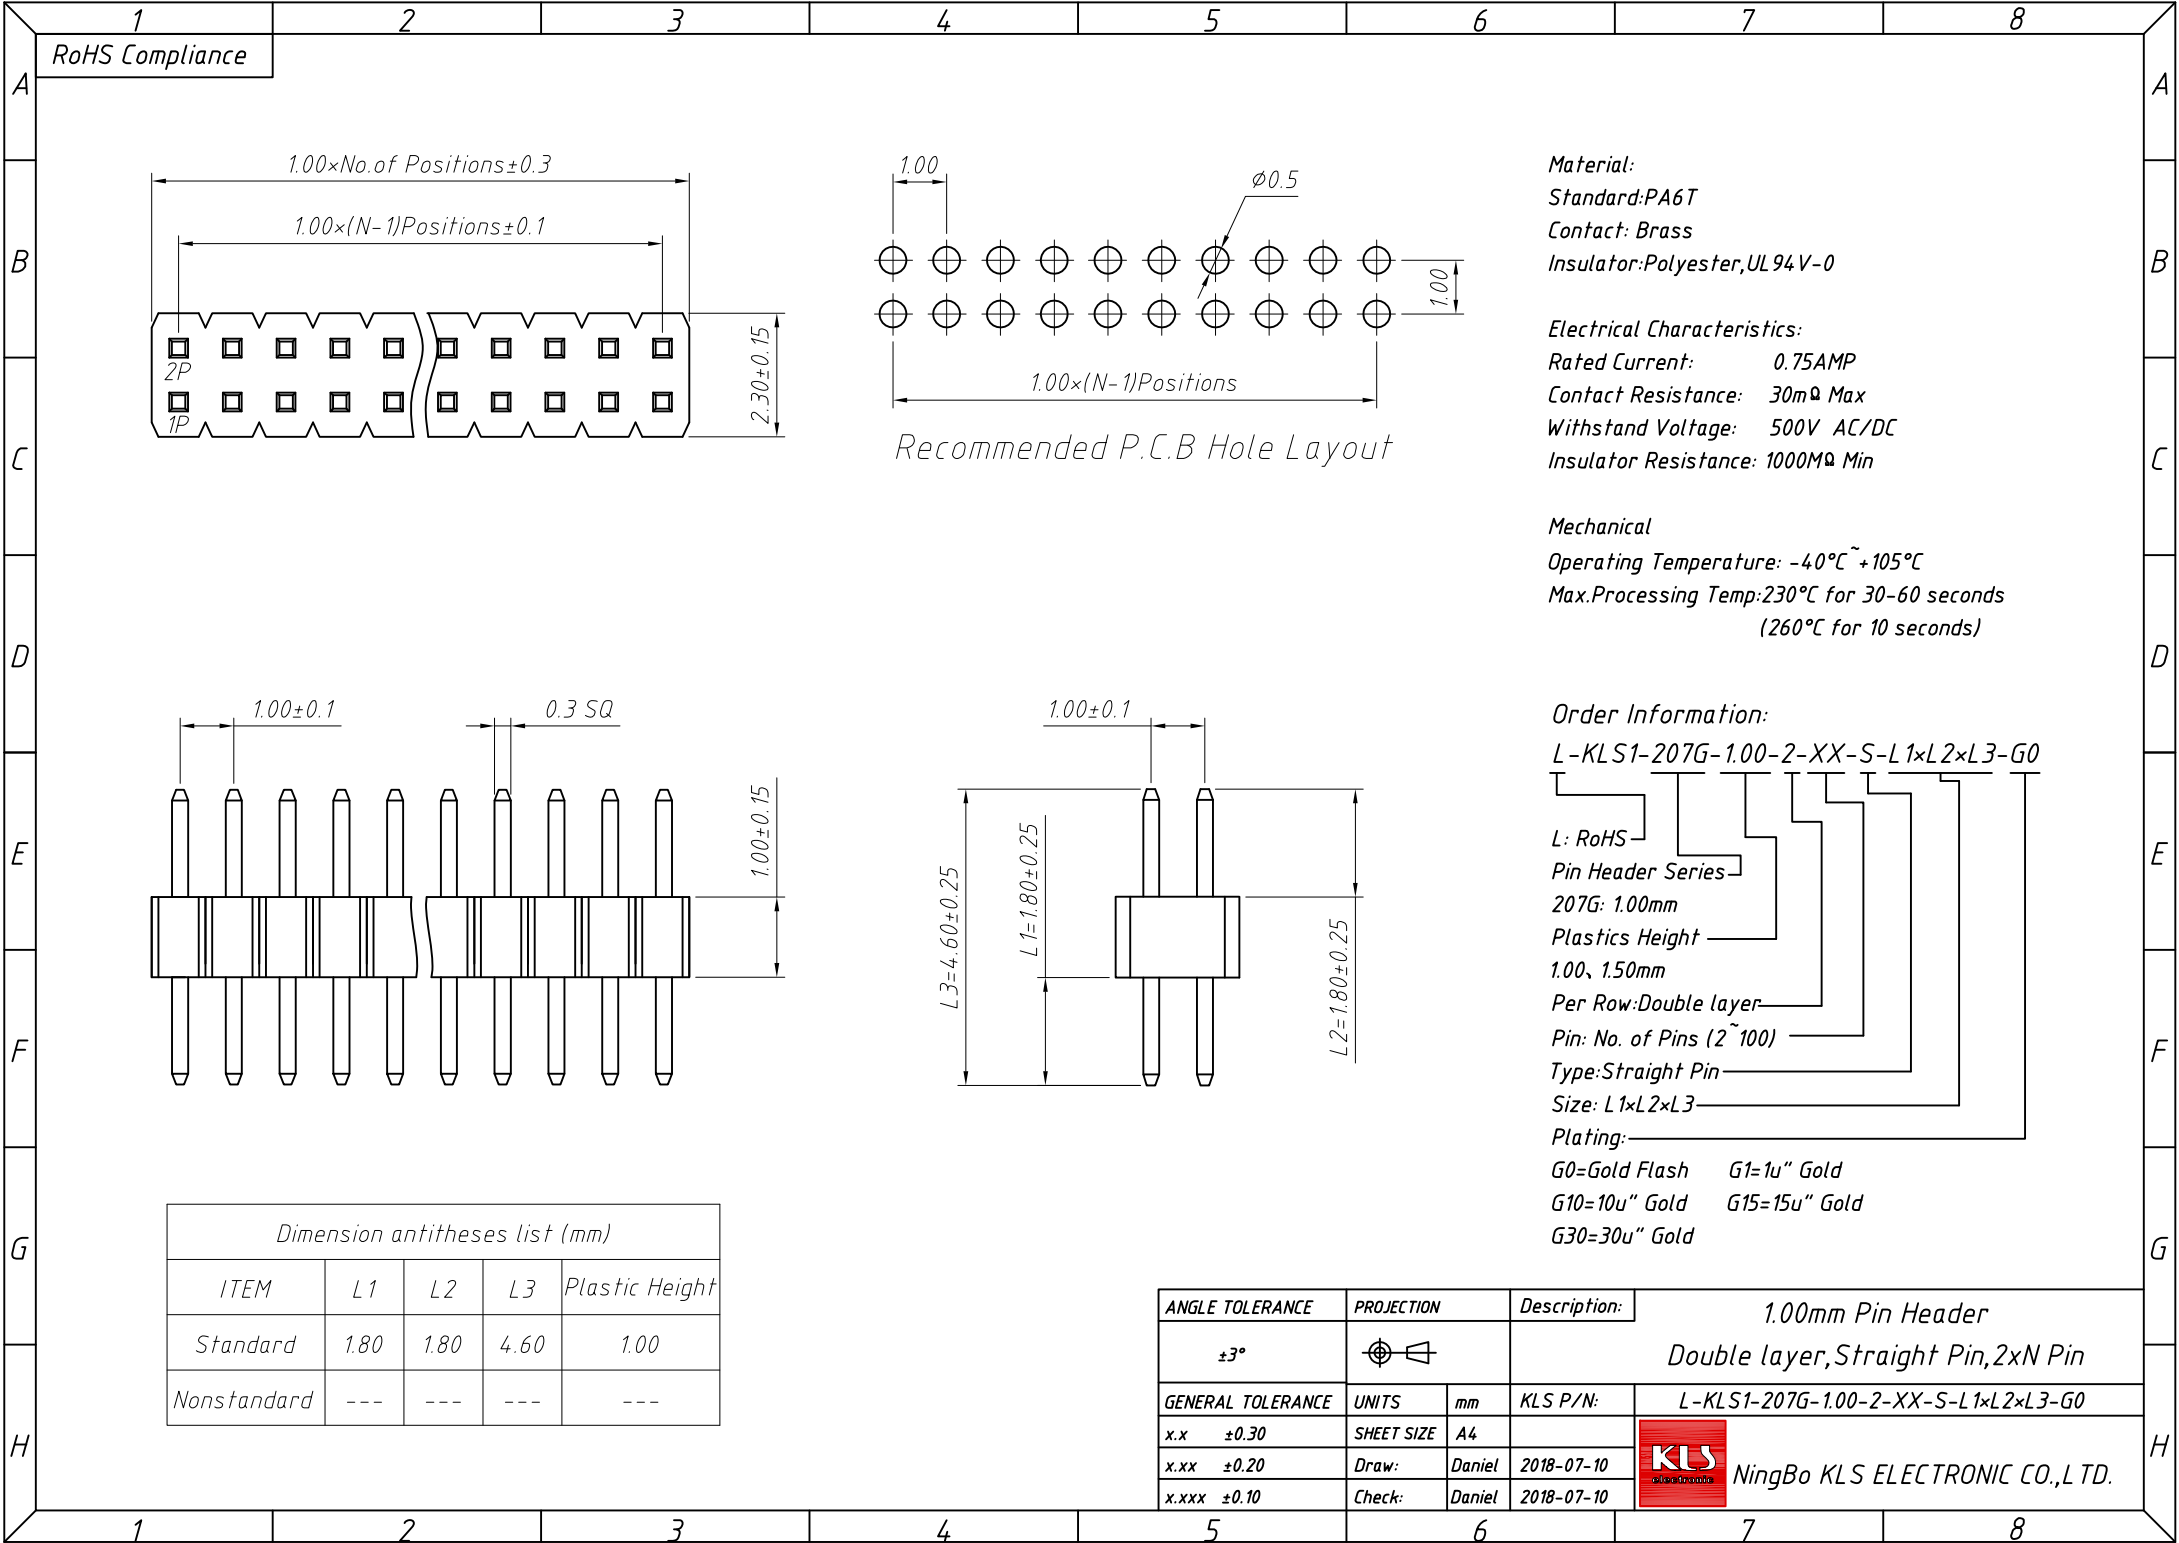 1 2 3 4 5 6 7 8
RoHS Compliance
A A
B B
C C
D D
E E
F F
G G
H H
1.00×No.of Positions±0.3
1.00×(N-1)Positions±0.1
2P
1P
2.30±0.15
1.00
Ø0.5
1.00
1.00×(N-1)Positions
Recommended P.C.B Hole Layout
Material:
Standard:PA6T
Contact: Brass
Insulator:Polyester,UL94V-0
Electrical Characteristics:
Rated Current: 0.75AMP
Contact Resistance: 30mΩ Max
Withstand Voltage: 500V AC/DC
Insulator Resistance: 1000MΩ Min
Mechanical
Operating Temperature: -40°C~+105°C
Max.Processing Temp:230°C for 30-60 seconds
(260°C for 10 seconds)
1.00±0.1
0.3 SQ
1.00±0.15
1.00±0.1
L3=4.60±0.25
L1=1.80±0.25
L2=1.80±0.25
Order Information:
L-KLS1-207G-1.00-2-XX-S-L1×L2×L3-G0
L: RoHS
Pin Header Series
207G: 1.00mm
Plastics Height
1.00、1.50mm
Per Row:Double layer
Pin: No. of Pins (2~100)
Type:Straight Pin
Size: L1×L2×L3
Plating:
G0=Gold Flash G1=1u" Gold
G10=10u" Gold G15=15u" Gold
G30=30u" Gold
Dimension antitheses list (mm)
ITEM L1 L2 L3 Plastic Height
Standard 1.80 1.80 4.60 1.00
Nonstandard --- --- --- ---
ANGLE TOLERANCE PROJECTION Description: 1.00mm Pin Header
±3° Double layer,Straight Pin,2xN Pin
GENERAL TOLERANCE UNITS mm KLS P/N: L-KLS1-207G-1.00-2-XX-S-L1×L2×L3-G0
x.x ±0.30 SHEET SIZE A4
x.xx ±0.20 Draw: Daniel 2018-07-10
x.xxx ±0.10 Check: Daniel 2018-07-10
KLS
electronic
NingBo KLS ELECTRONIC CO.,LTD.
1 2 3 4 5 6 7 8